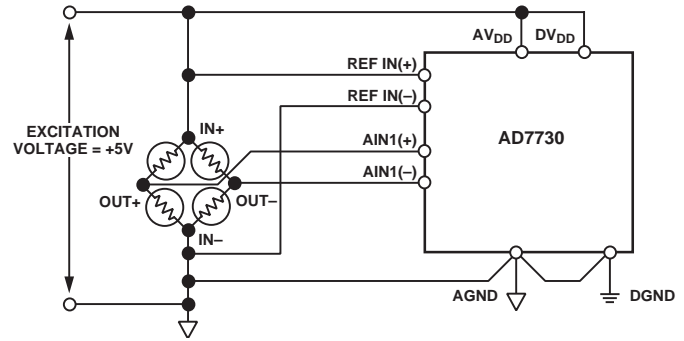 AVDD DVDD
REF IN(+)
REF IN(–)
EXCITATION
VOLTAGE = +5V
IN+
AIN1(+)
AD7730
AIN1(–)
OUT+
OUT–
IN–
AGND
DGND